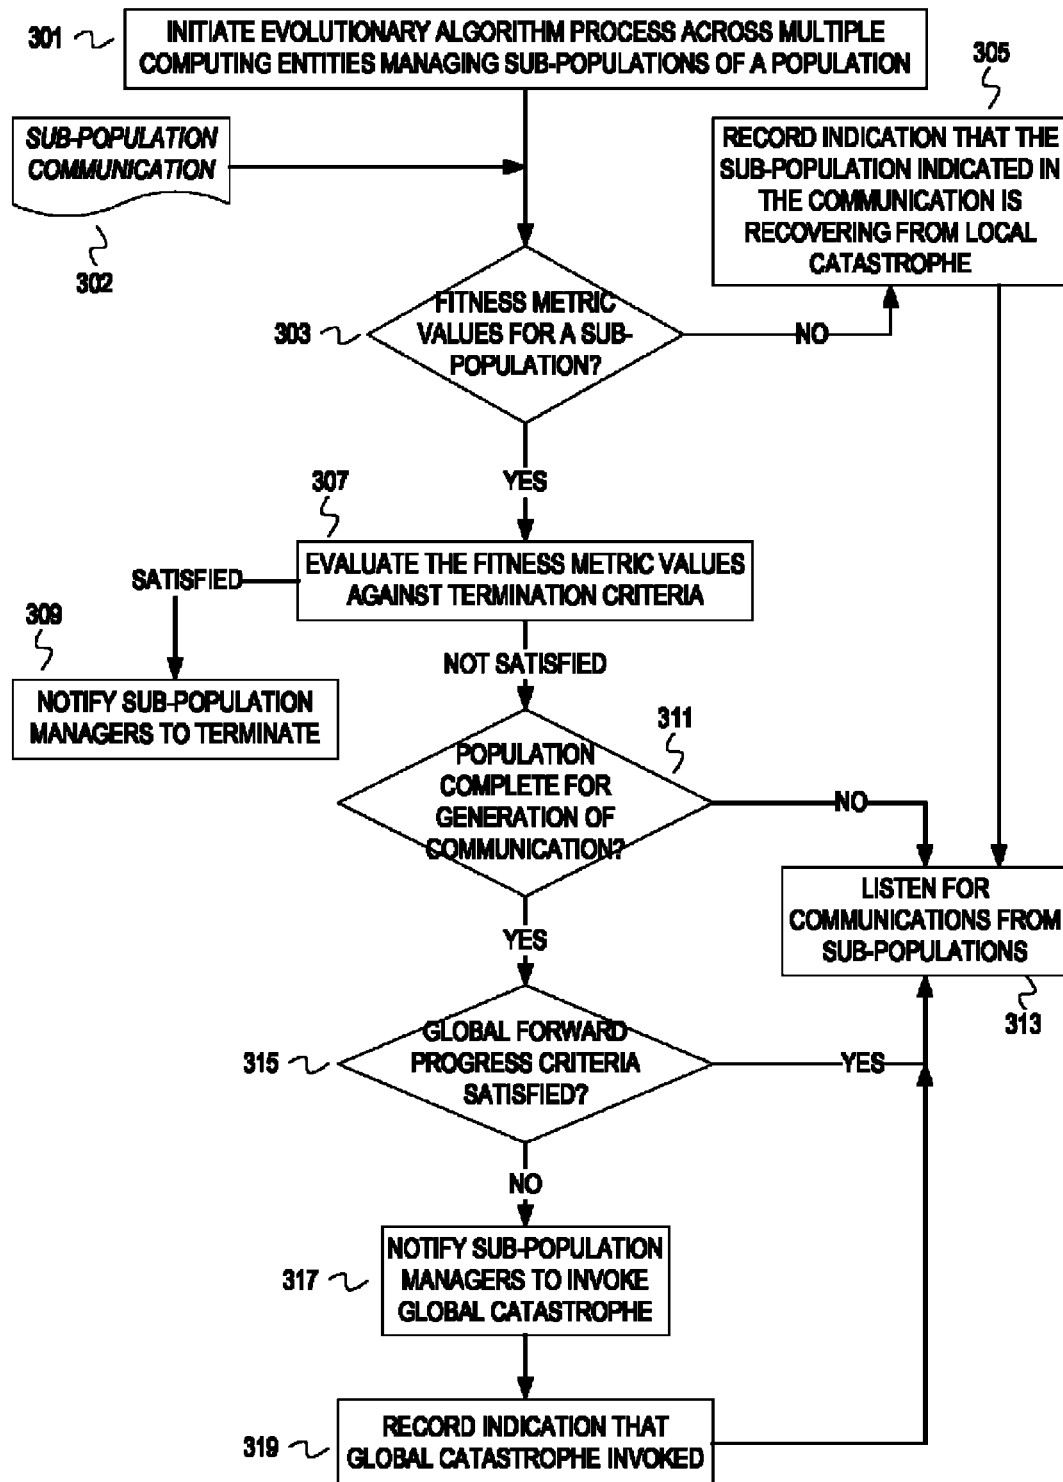 301
INITIATE EVOLUTIONARY ALGORITHM PROCESS ACROSS MULTIPLE
COMPUTING ENTITIES MANAGING SUB-POPULATIONS OF A POPULATION
305
SUB-POPULATION
COMMUNICATION
302
RECORD INDICATION THAT THE
SUB-POPULATION INDICATED IN
THE COMMUNICATION IS
RECOVERING FROM LOCAL
CATASTROPHE
303
FITNESS METRIC
VALUES FOR A SUB-
POPULATION?
NO
YES
307
EVALUATE THE FITNESS METRIC VALUES
AGAINST TERMINATION CRITERIA
SATISFIED
309
NOTIFY SUB-POPULATION
MANAGERS TO TERMINATE
NOT SATISFIED
311
POPULATION
COMPLETE FOR
GENERATION OF
COMMUNICATION?
NO
LISTEN FOR
COMMUNICATIONS FROM
SUB-POPULATIONS
313
YES
315
GLOBAL FORWARD
PROGRESS CRITERIA
SATISFIED?
YES
NO
317
NOTIFY SUB-POPULATION
MANAGERS TO INVOKE
GLOBAL CATASTROPHE
319
RECORD INDICATION THAT
GLOBAL CATASTROPHE INVOKED